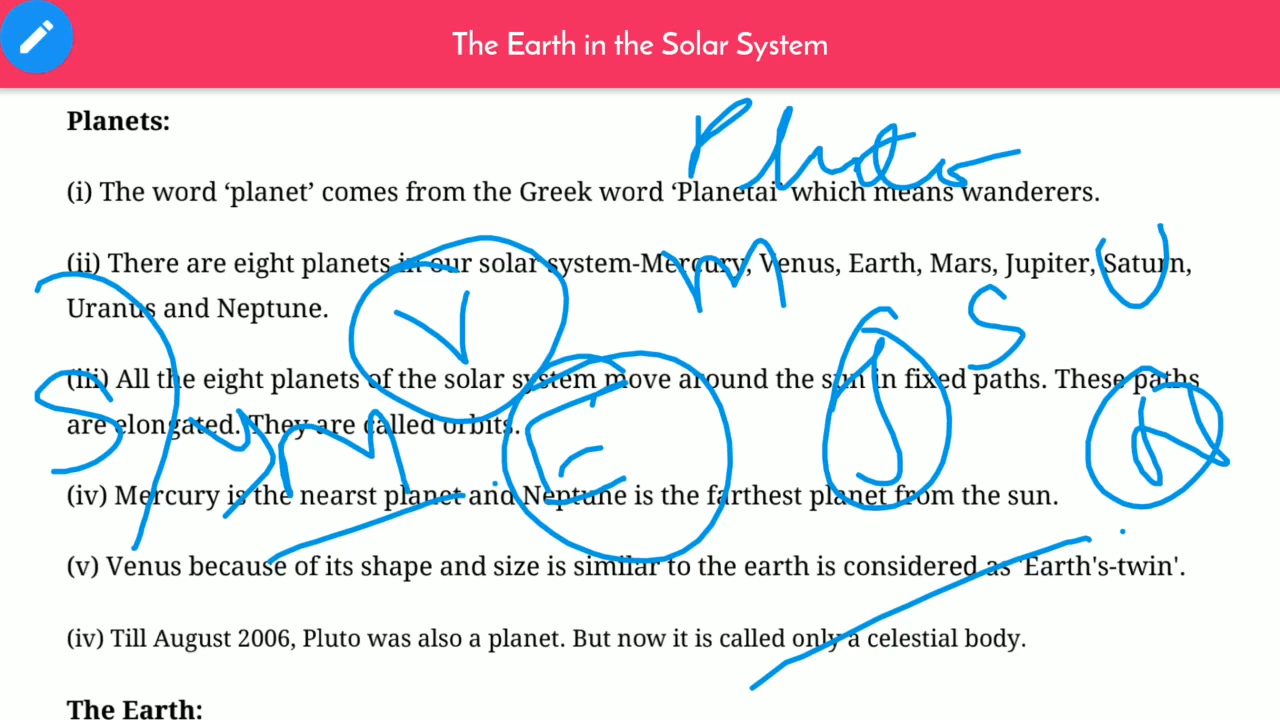 The Earth in the Solar System
Planets:
Pluto
(i) The word ‘planet’ comes from the Greek word ‘Planetai’ which means wanderers.
(ii) There are eight planets in our solar system-Mercury, Venus, Earth, Mars, Jupiter, Saturn,
Uranus and Neptune.
V M J S U
(iii) All the eight planets of the solar system move around the sun in fixed paths. These paths
are elongated. They are called orbits.
S M E N
(iv) Mercury is the nearst planet and Neptune is the farthest planet from the sun.
(v) Venus because of its shape and size is similar to the earth is considered as 'Earth's-twin'.
(iv) Till August 2006, Pluto was also a planet. But now it is called only a celestial body.
The Earth: